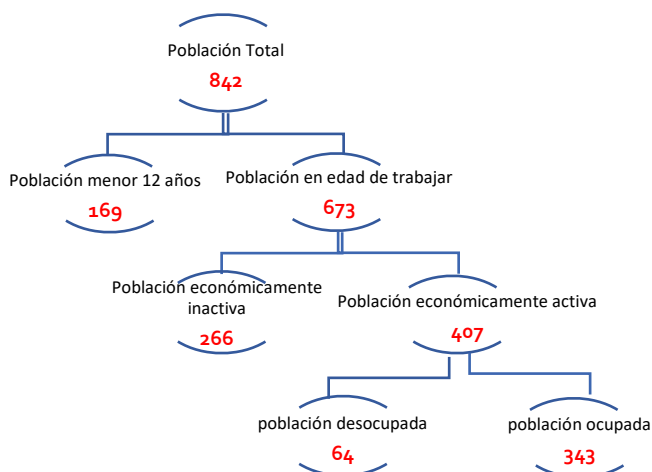 Población Total
842
Población menor 12 años
169
Población en edad de trabajar
673
Población económicamente
inactiva
266
Población económicamente activa
407
población desocupada
64
población ocupada
343